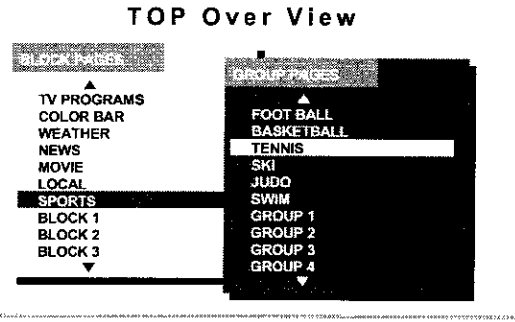 TOP Over View
BLOCK PAGES
TV PROGRAMS
COLOR BAR
WEATHER
NEWS
MOVIE
LOCAL
SPORTS
BLOCK 1
BLOCK 2
BLOCK 3
GROUP PAGES
FOOT BALL
BASKETBALL
TENNIS
SKI
JUDO
SWIM
GROUP 1
GROUP 2
GROUP 3
GROUP 4